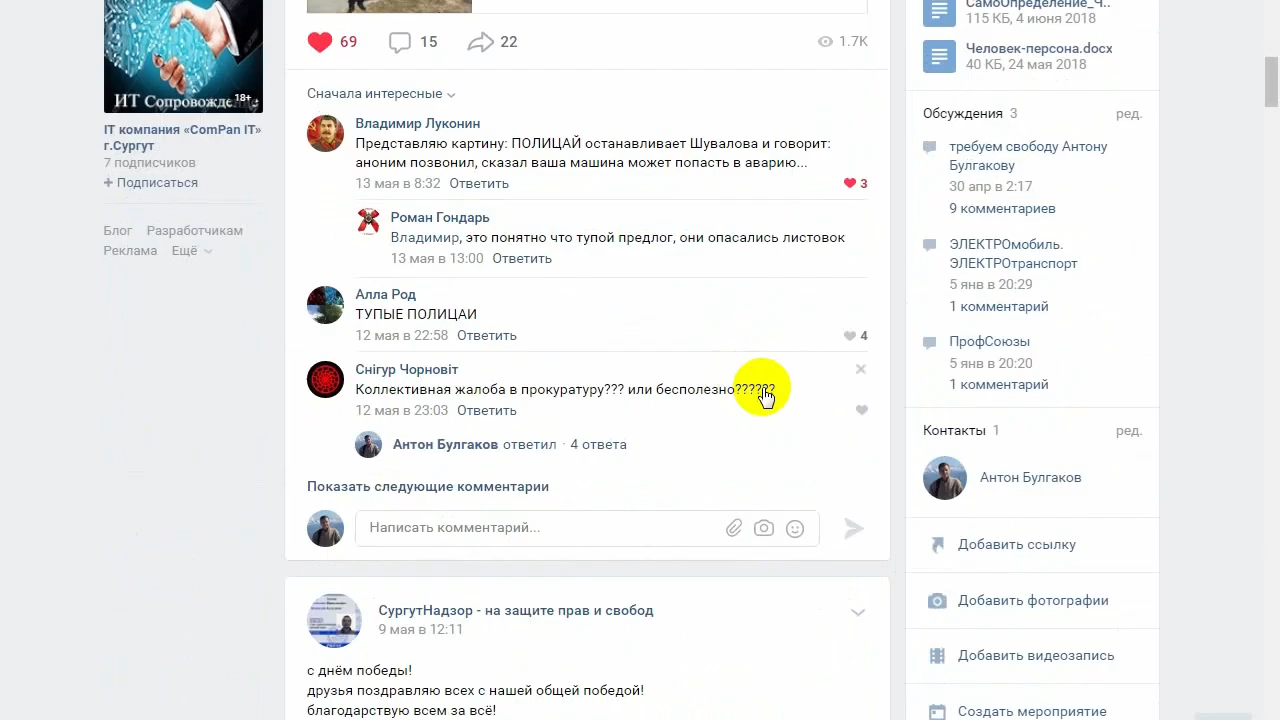 ИТ Сопровожде
18+
IT компания «ComPan IT»
г.Сургут
7 подписчиков
+ Подписаться
Блог Разработчикам
Реклама Ещё
69 15 22 1.7K
Сначала интересные
Владимир Луконин
Представляю картину: ПОЛИЦАЙ останавливает Шувалова и говорит:
аноним позвонил, сказал ваша машина может попасть в аварию...
13 мая в 8:32 Ответить
3
Роман Гондарь
Владимир, это понятно что тупой предлог, они опасались листовок
13 мая в 13:00 Ответить
Алла Род
ТУПЫЕ ПОЛИЦАИ
12 мая в 22:58 Ответить
4
Снігур Чорновіт
Коллективная жалоба в прокуратуру??? или бесполезно??????
12 мая в 23:03 Ответить
Антон Булгаков ответил · 4 ответа
Показать следующие комментарии
Написать комментарий...
СургутНадзор - на защите прав и свобод
9 мая в 12:11
с днём победы!
друзья поздравляю всех с нашей общей победой!
благодарствую всем за всё!
СамоОпределение_Ч..
115 КБ, 4 июня 2018
Человек-персона.docx
40 КБ, 24 мая 2018
Обсуждения 3 ред.
требуем свободу Антону
Булгакову
30 апр в 2:17
9 комментариев
ЭЛЕКТРОмобиль.
ЭЛЕКТРОтранспорт
5 янв в 20:29
1 комментарий
ПрофСоюзы
5 янв в 20:20
1 комментарий
Контакты 1 ред.
Антон Булгаков
Добавить ссылку
Добавить фотографии
Добавить видеозапись
Создать мероприятие